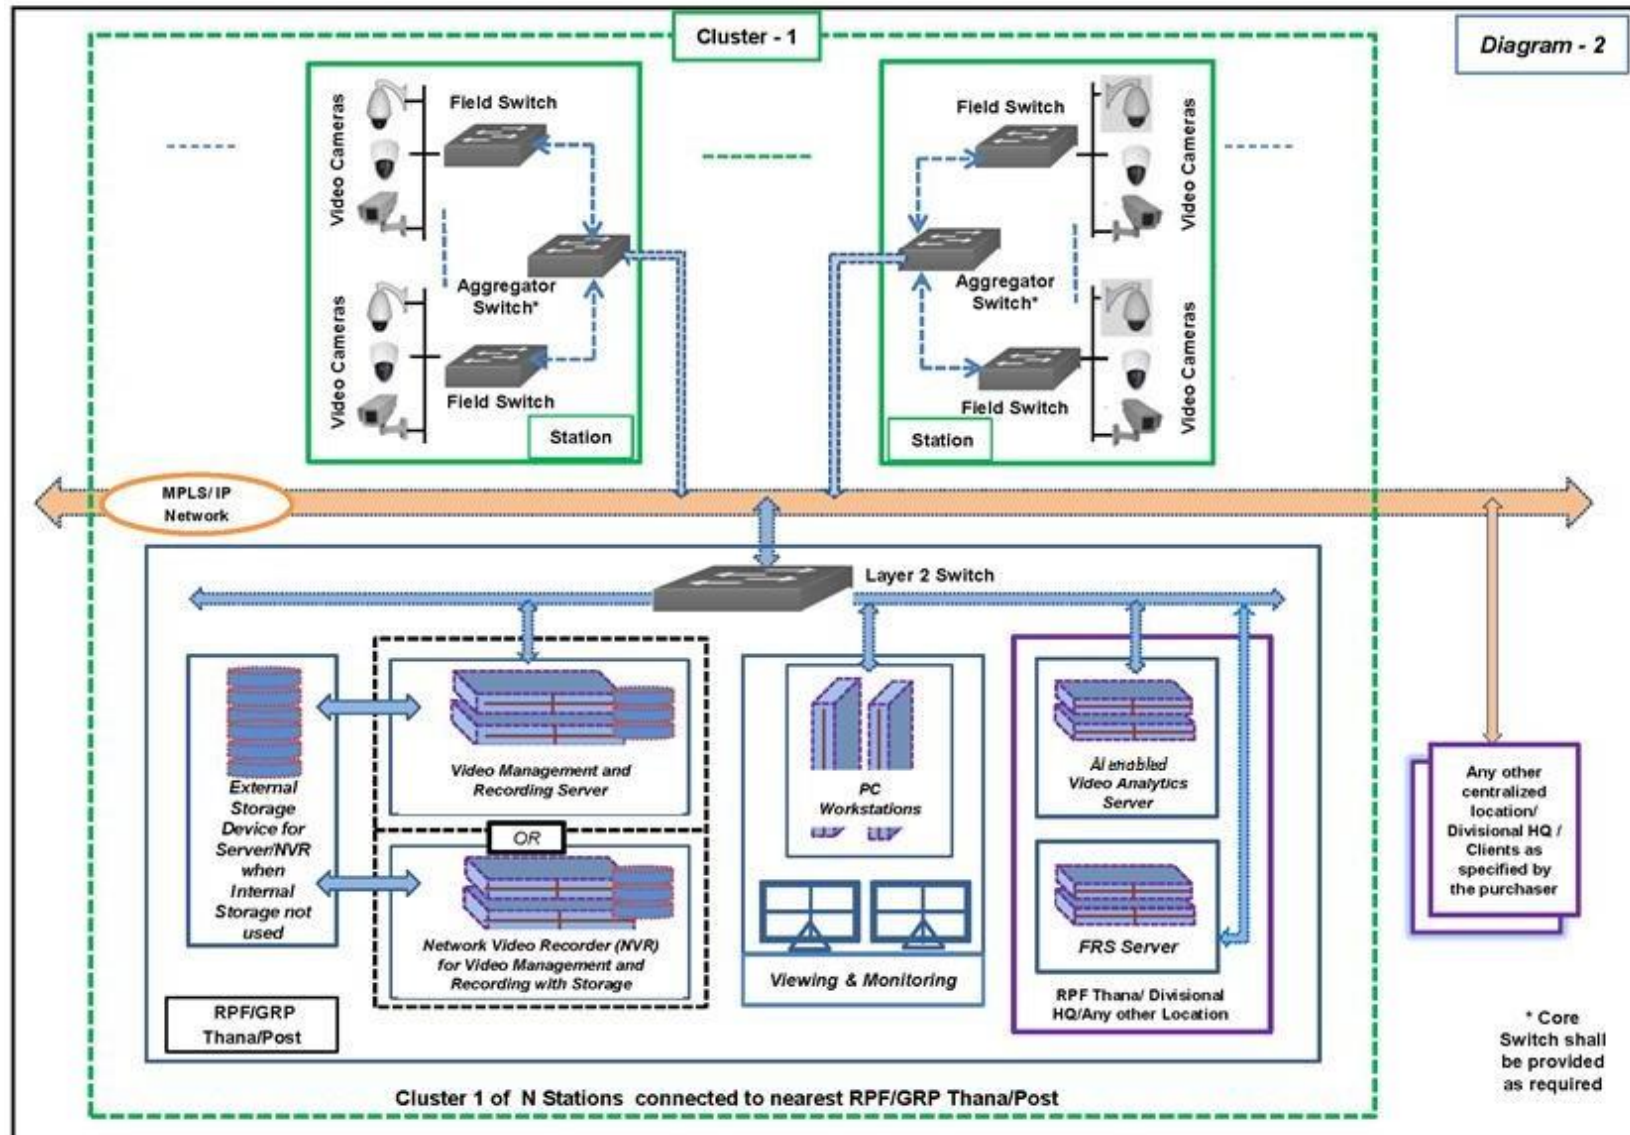 Cluster - 1
Diagram - 2
Video Cameras
Field Switch
Aggregator
Switch*
Video Cameras
Field Switch
Station
Field Switch
Video Cameras
Aggregator
Switch*
Video Cameras
Field Switch
Station
MPLS/ IP
Network
Layer 2 Switch
External
Storage
Device for
Server/NVR
when
Internal
Storage not
used
Video Management and
Recording Server
OR
Network Video Recorder (NVR)
for Video Management and
Recording with Storage
PC
Workstations
Viewing & Monitoring
AI enabled
Video Analytics
Server
FRS Server
RPF Thana/ Divisional
HQ/Any other Location
RPF/GRP
Thana/Post
Any other
centralized
location/
Divisional HQ /
Clients as
specified by
the purchaser
* Core
Switch shall
be provided
as required
Cluster 1 of N Stations connected to nearest RPF/GRP Thana/Post